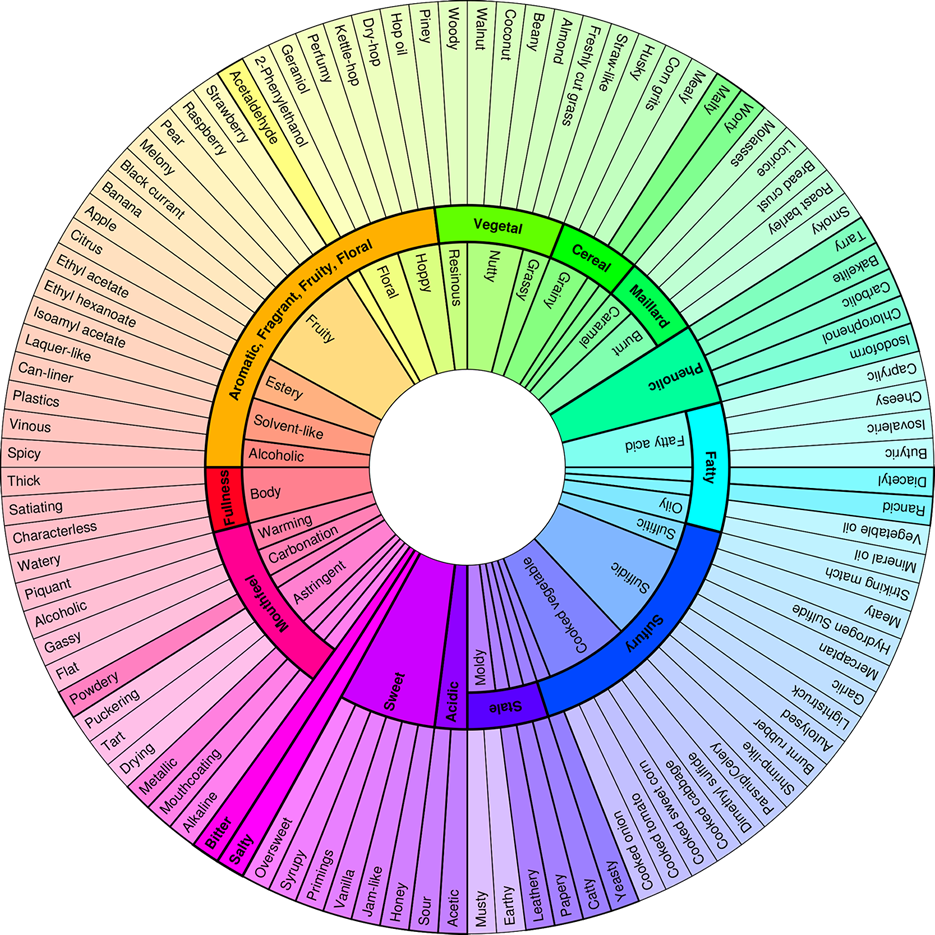 Woody
Walnut
Coconut
Beany
Almond
Freshly cut grass
Straw-like
Husky
Corn grits
Mealy
Malty
Worty
Molasses
Licorice
Bread crust
Roast barley
Smoky
Tarry
Bakelite
Carbolic
Chlorophenol
Isodoform
Caprylic
Cheesy
Isovaleric
Butyric
Diacetyl
Rancid
Vegetable oil
Mineral oil
Striking match
Meaty
Hydrogen Sulfide
Mercaptan
Garlic
Lightstuck
Autolysed
Burnt rubber
Shrimp-like
Parsnip/Celery
Dimethyl sulfide
Cooked cabbage
Cooked sweet corn
Cooked tomato
Cooked onion
Yeasty
Catty
Papery
Leathery
Earthy
Musty
Acetic
Sour
Honey
Jam-like
Vanilla
Primings
Syrupy
Oversweet
Salty
Bitter
Alkaline
Mouthcoating
Metallic
Drying
Tart
Puckering
Powdery
Flat
Gassy
Alcoholic
Piquant
Watery
Characterless
Satiating
Thick
Spicy
Vinous
Plastics
Can-liner
Laquer-like
Isoamyl acetate
Ethyl hexanoate
Ethyl acetate
Citrus
Apple
Banana
Black currant
Melony
Pear
Raspberry
Strawberry
Acetaldehyde
2-Phenylethanol
Geraniol
Perfumy
Kettle-hop
Dry-hop
Hop oil
Piney
Aromatic, Fragrant, Fruity, Floral
Vegetal
Cereal
Maillard
Phenolic
Fatty
Sulfury
Stale
Acidic
Sweet
Mouthfeel
Fullness
Fruity
Floral
Hoppy
Resinous
Nutty
Grassy
Grainy
Caramel
Burnt
Fatty acid
Oily
Sulfitic
Sulfidic
Cooked vegetable
Moldy
Astringent
Carbonation
Warming
Body
Alcoholic
Solvent-like
Estery